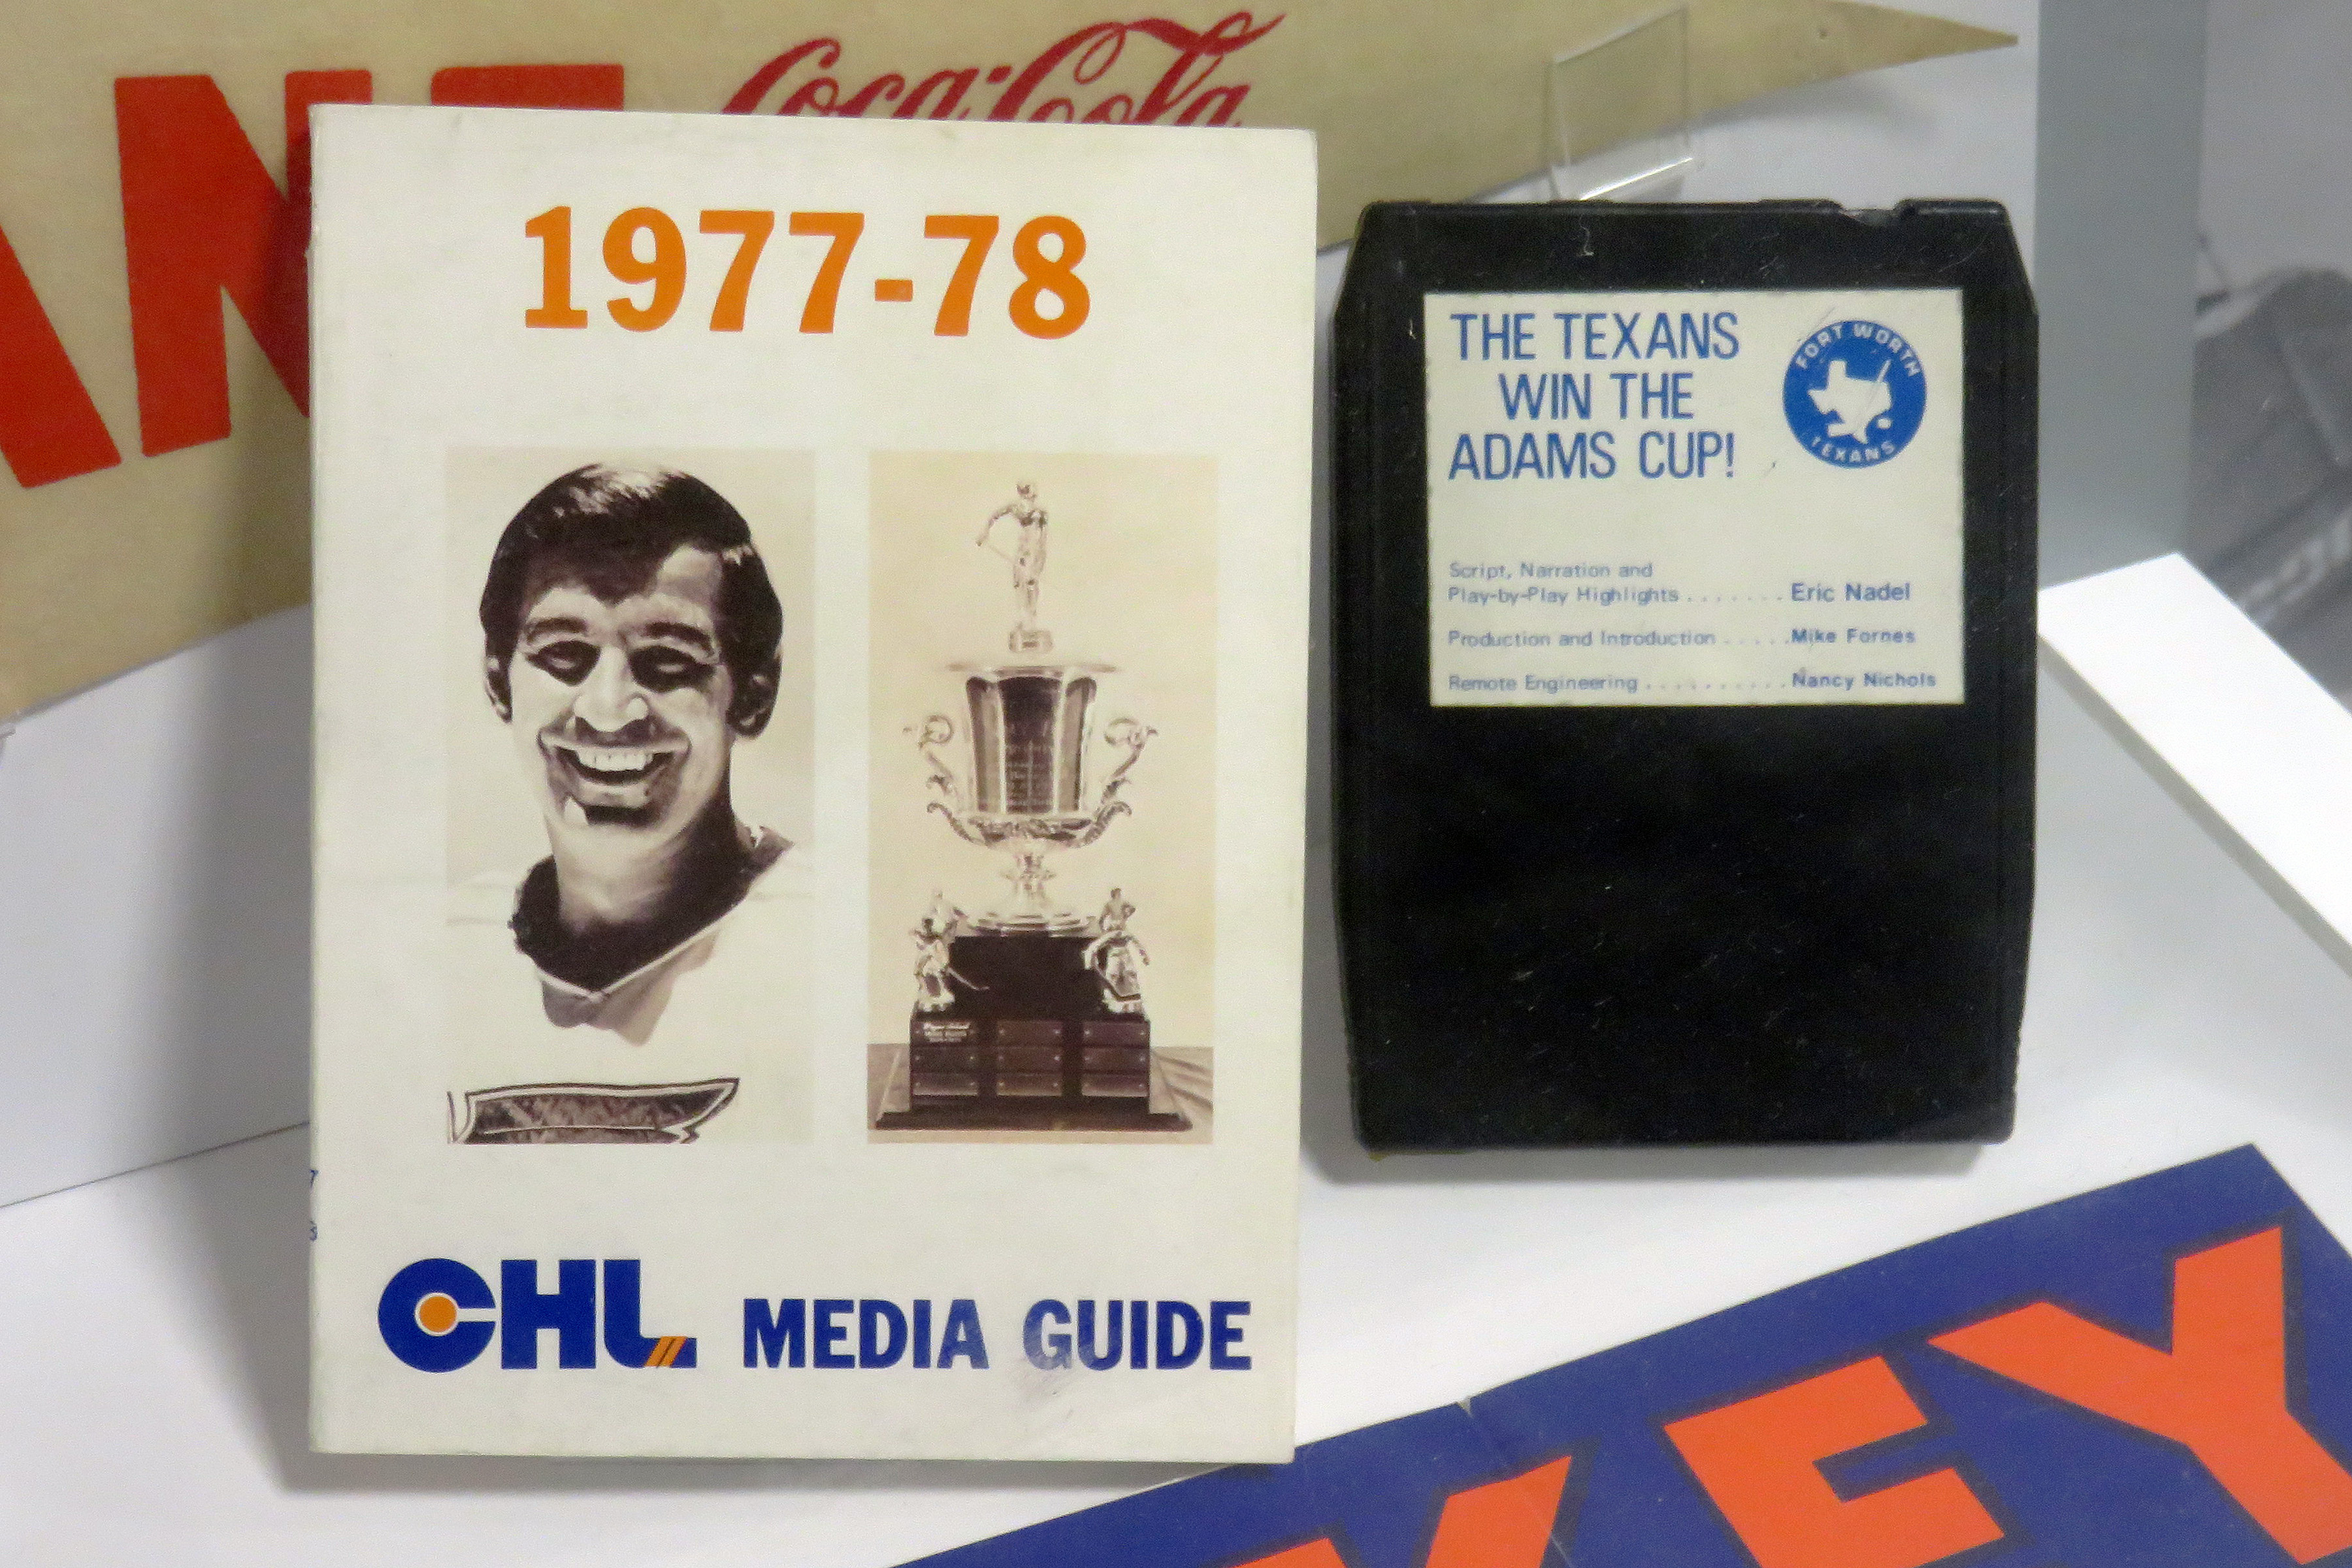 Coca-Cola
1977-78
CHL MEDIA GUIDE
THE TEXANS
WIN THE
ADAMS CUP!
FORT WORTH
TEXANS
Script, Narration and
Play-by-Play Highlights ....... Eric Nadel
Production and Introduction ..... Mike Fornes
Remote Engineering .......... Nancy Nichols